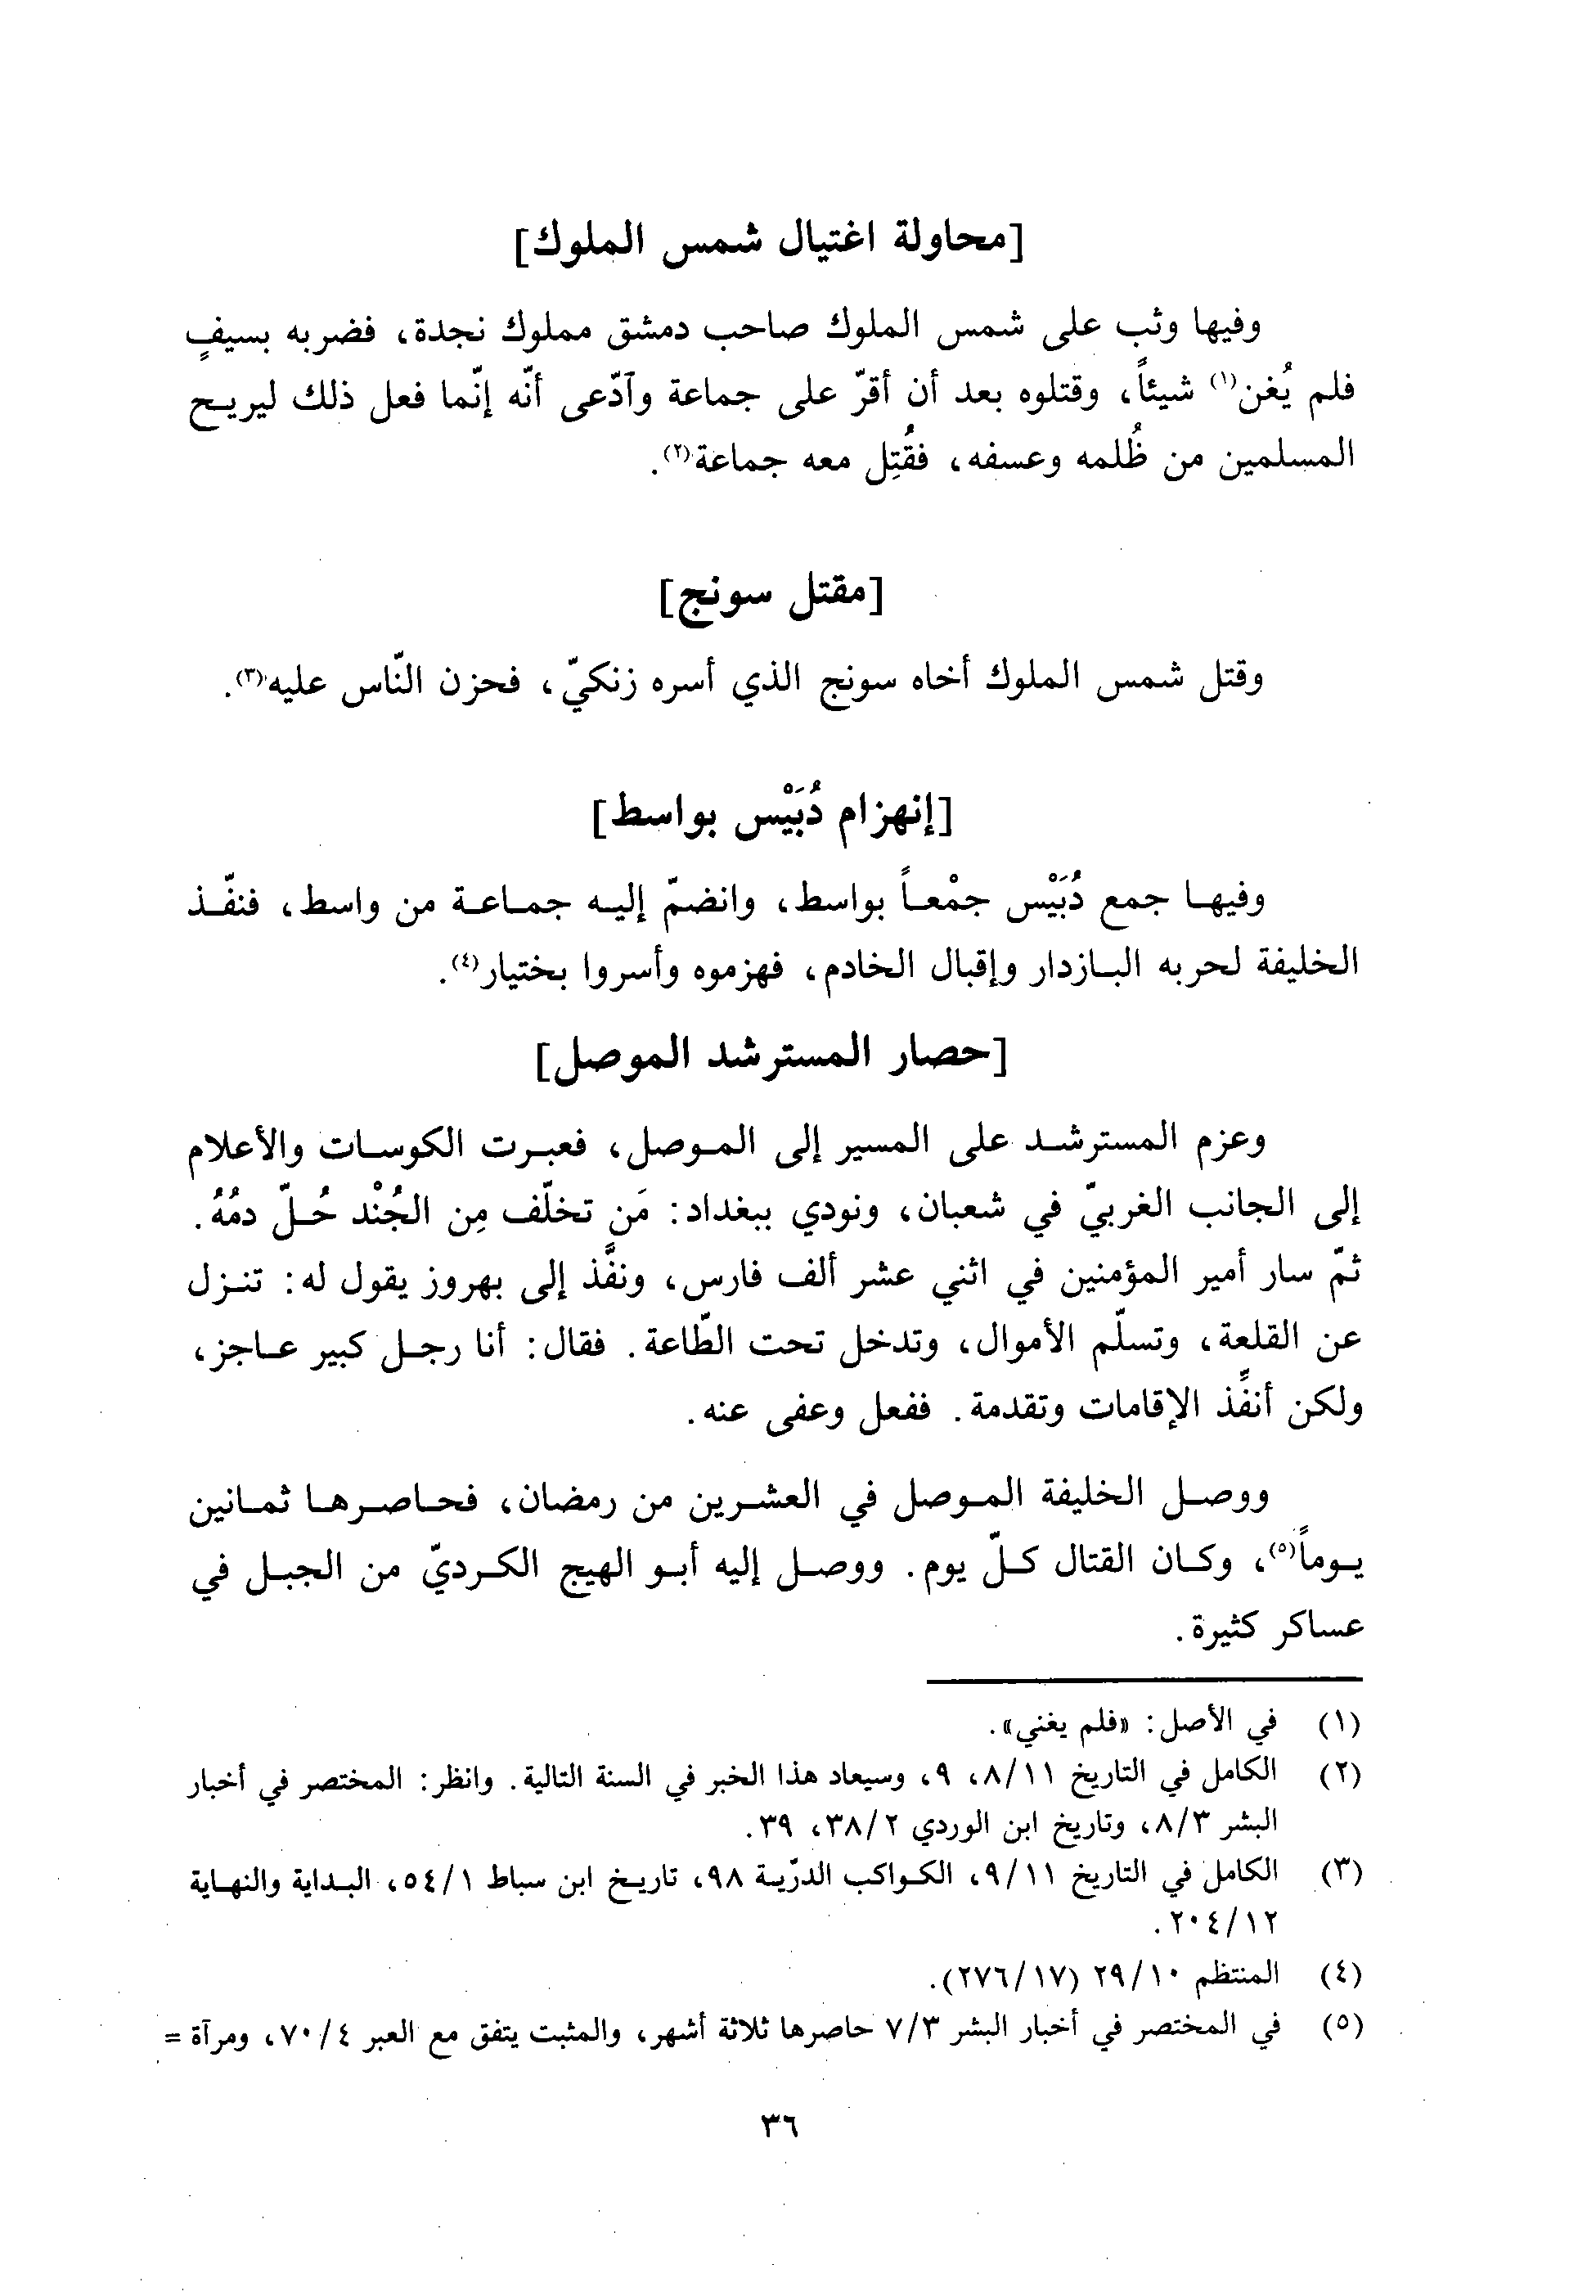 [محاولة اغتيال شمس الملوك]
وفيها وثب على شمس الملوك صاحب دمشق مملوك نجدة، فضربه بسيفٍ
فلم يُغن(١) شيئاً، وقتلوه بعد أن أقرّ على جماعة وآدّعى أنّه إنّما فعل ذلك ليريح
المسلمين من ظُلمه وعسفه، فقُتِل معه جماعة(٢).
[مقتل سونج]
وقتل شمس الملوك أخاه سونج الذي أسره زنكيّ، فحزن النّاس عليه(٣).
[إنهزام دُبَيْس بواسط]
وفيها جمع دُبَيْس جمْعاً بواسط، وانضمّ إليه جماعة من واسط، فنفّذ
الخليفة لحربه البازدار وإقبال الخادم، فهزموه وأسروا بختيار(٤).
[حصار المسترشد الموصل]
وعزم المسترشد على المسير إلى الموصل، فعبرت الكوسات والأعلام
إلى الجانب الغربيّ في شعبان، ونودي ببغداد: مَن تخلّف مِن الجُنْد حُلّ دمُهُ.
ثمّ سار أمير المؤمنين في اثني عشر ألف فارس، ونفَّذ إلى بهروز يقول له: تنزل
عن القلعة، وتسلّم الأموال، وتدخل تحت الطّاعة. فقال: أنا رجل كبير عاجز،
ولكن أنفِّذ الإقامات وتقدمة. ففعل وعفى عنه.
ووصل الخليفة الموصل في العشرين من رمضان، فحاصرها ثمانين
يوماً(٥)، وكان القتال كلّ يوم. ووصل إليه أبو الهيج الكرديّ من الجبل في
عساكر كثيرة.
(١) في الأصل: «فلم يغني».
(٢) الكامل في التاريخ ٨/١١، ٩، وسيعاد هذا الخبر في السنة التالية. وانظر: المختصر في أخبار
البشر ٨/٣، وتاريخ ابن الوردي ٣٨/٢، ٣٩.
(٣) الكامل في التاريخ ٩/١١، الكواكب الدرّية ٩٨، تاريخ ابن سباط ٥٤/١، البداية والنهاية
٢٠٤/١٢.
(٤) المنتظم ٢٩/١٠ (٢٧٦/١٧).
(٥) في المختصر في أخبار البشر ٧/٣ حاصرها ثلاثة أشهر، والمثبت يتفق مع العبر ٧٠/٤، ومرآة =
٣٦